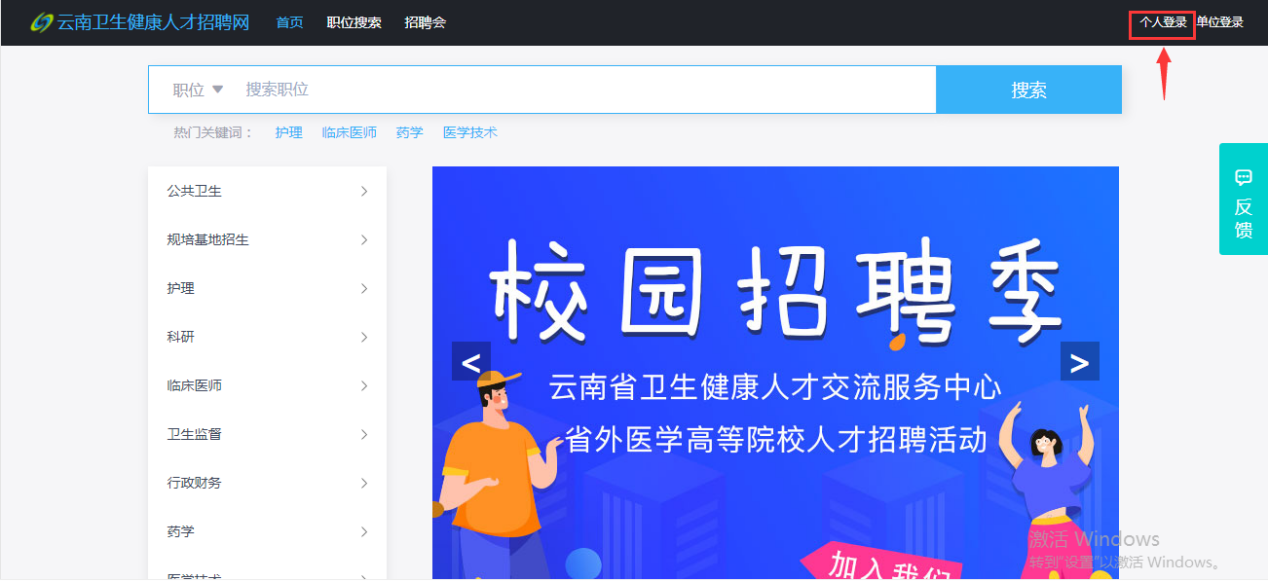 云南卫生健康人才招聘网 首页 职位搜索 招聘会 个人登录 单位登录
职位 搜索职位 搜索
热门关键词： 护理 临床医师 药学 医学技术
公共卫生
规培基地招生
护理
科研
临床医师
卫生监督
行政财务
药学
医学技术
校园招聘季
<
>
云南省卫生健康人才交流服务中心
省外医学高等院校人才招聘活动
加入我们
反馈
激活 Windows
转到"设置"以激活 Windows。